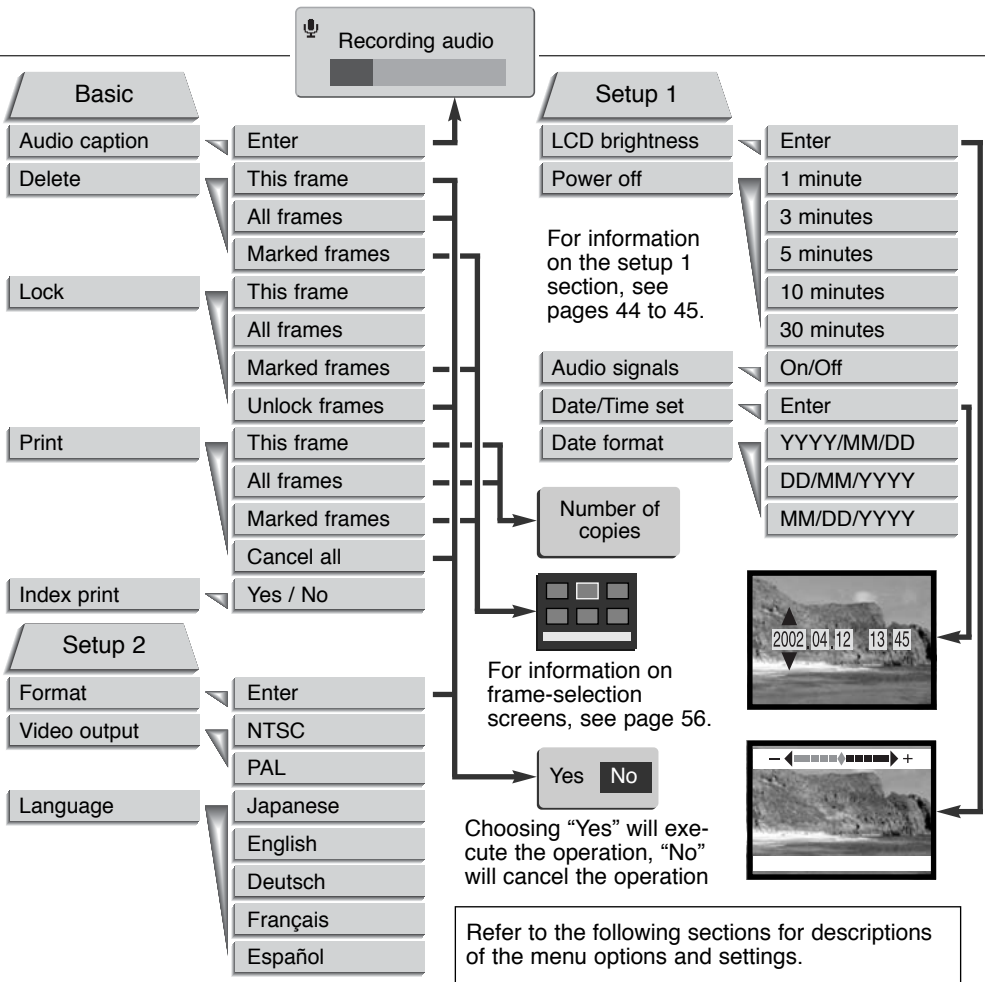 Recording audio
Basic
Audio caption
Enter
Delete
This frame
All frames
Marked frames
Lock
This frame
All frames
Marked frames
Unlock frames
Print
This frame
All frames
Marked frames
Cancel all
Index print
Yes / No
Setup 2
Format
Enter
Video output
NTSC
PAL
Language
Japanese
English
Deutsch
Français
Español
Setup 1
LCD brightness
Enter
Power off
1 minute
3 minutes
5 minutes
10 minutes
30 minutes
For information
on the setup 1
section, see
pages 44 to 45.
Audio signals
On/Off
Date/Time set
Enter
Date format
YYYY/MM/DD
DD/MM/YYYY
MM/DD/YYYY
Number of
copies
For information on
frame-selection
screens, see page 56.
Yes No
Choosing “Yes” will exe-
cute the operation, “No”
will cancel the operation
2002.04.12 13:45
– +
Refer to the following sections for descriptions
of the menu options and settings.